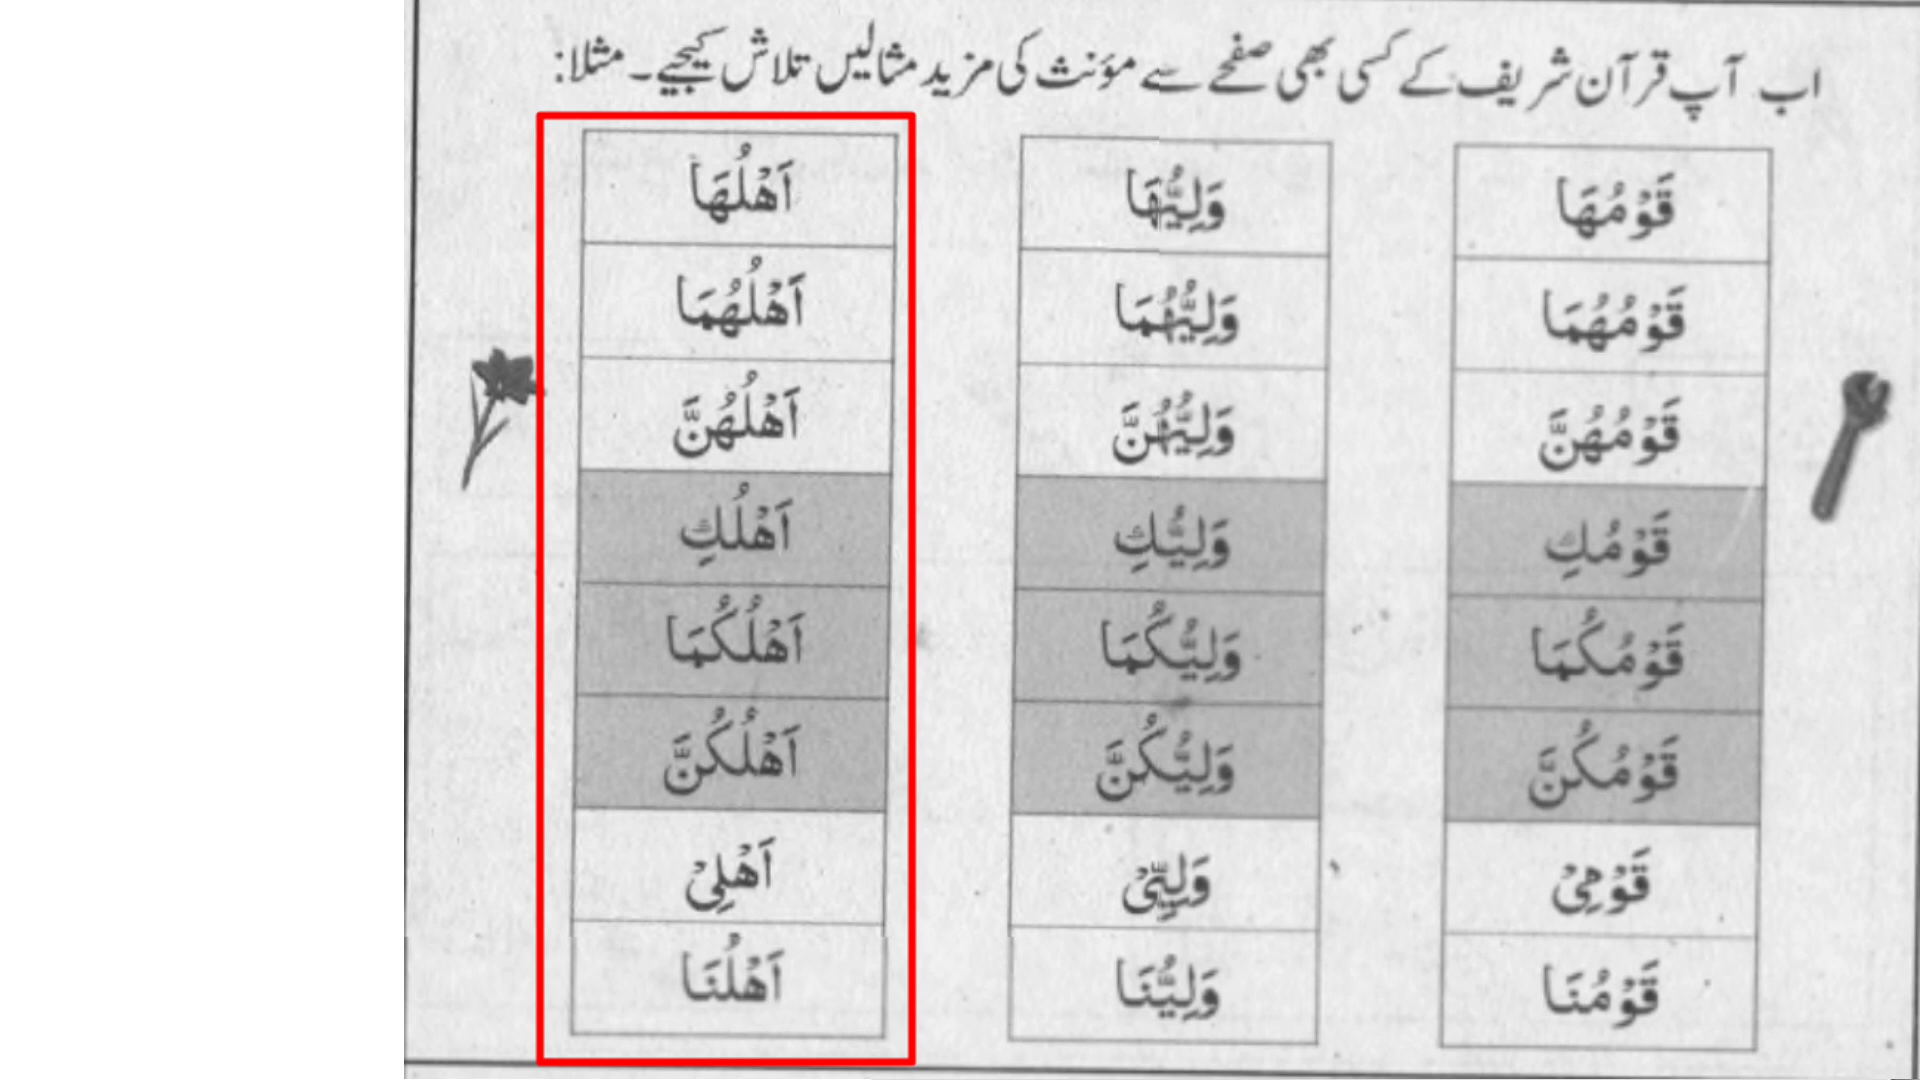 اب آپ قرآن شریف کے کسی بھی صفحے سے مؤنث کی مزید مثالیں تلاش کیجیے۔ مثلا:
قَوْمُهَا وَلِيُّهَا اَهْلُهَا
قَوْمُهُمَا وَلِيُّهُمَا اَهْلُهُمَا
قَوْمُهُنَّ وَلِيُّهُنَّ اَهْلُهُنَّ
قَوْمُكِ وَلِيُّكِ اَهْلُكِ
قَوْمُكُمَا وَلِيُّكُمَا اَهْلُكُمَا
قَوْمُكُنَّ وَلِيُّكُنَّ اَهْلُكُنَّ
قَوْمِىْ وَلِيِّىْ اَهْلِىْ
قَوْمُنَا وَلِيُّنَا اَهْلُنَا